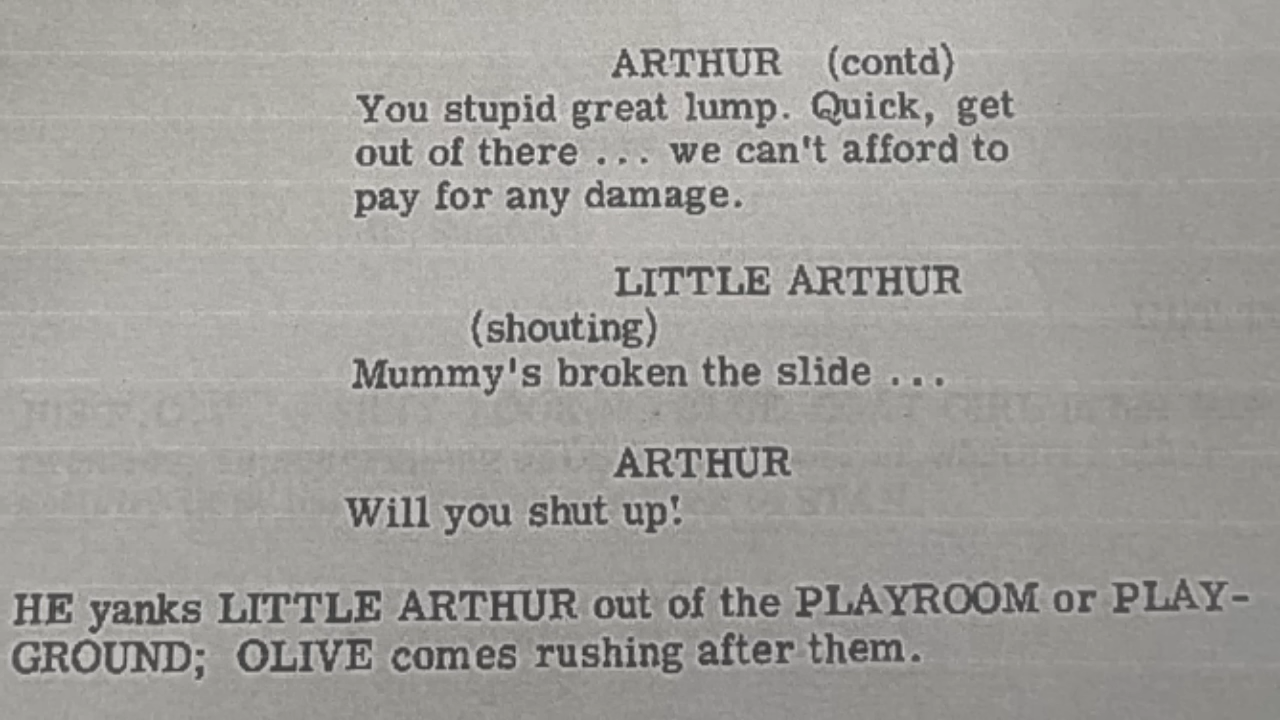 ARTHUR (contd)
You stupid great lump. Quick, get
out of there ... we can't afford to
pay for any damage.
LITTLE ARTHUR
(shouting)
Mummy's broken the slide ...
ARTHUR
Will you shut up!
HE yanks LITTLE ARTHUR out of the PLAYROOM or PLAY-
GROUND; OLIVE comes rushing after them.